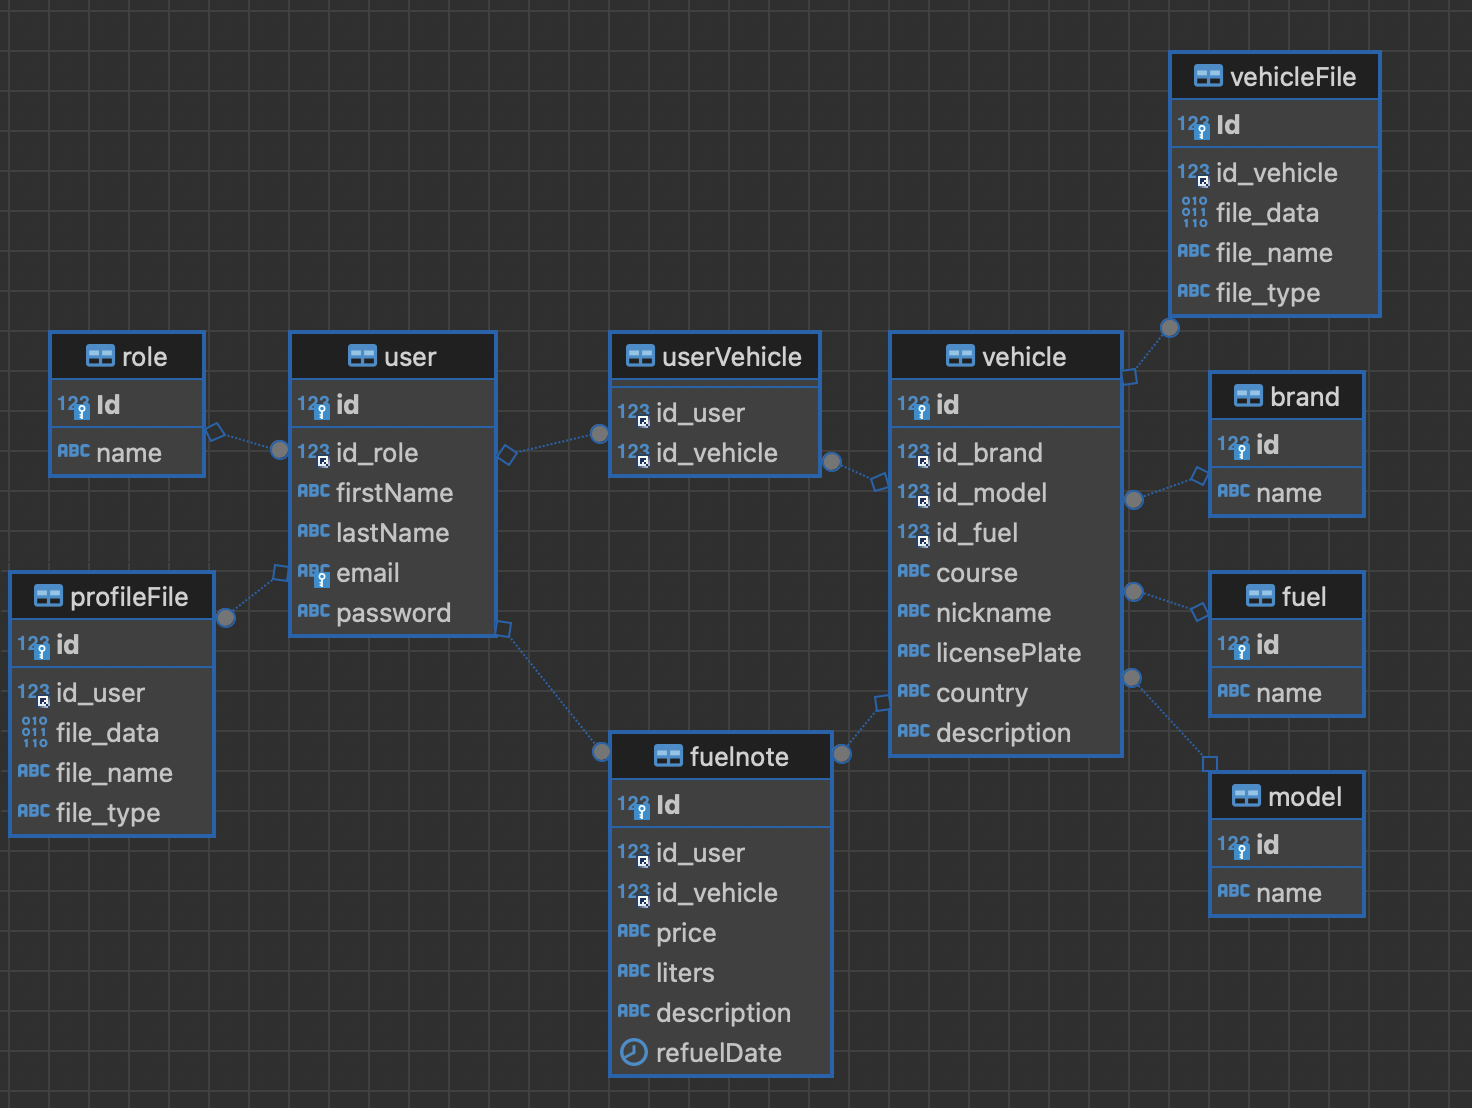 vehicleFile
123 Id
123 id_vehicle
010 011 110 file_data
ABC file_name
ABC file_type
role
123 Id
ABC name
user
123 id
123 id_role
ABC firstName
ABC lastName
ABC email
ABC password
userVehicle
123 id_user
123 id_vehicle
vehicle
123 id
123 id_brand
123 id_model
123 id_fuel
ABC course
ABC nickname
ABC licensePlate
ABC country
ABC description
brand
123 id
ABC name
profileFile
123 id
123 id_user
010 011 110 file_data
ABC file_name
ABC file_type
fuel
123 id
ABC name
fuelnote
123 Id
123 id_user
123 id_vehicle
ABC price
ABC liters
ABC description
refuelDate
model
123 id
ABC name